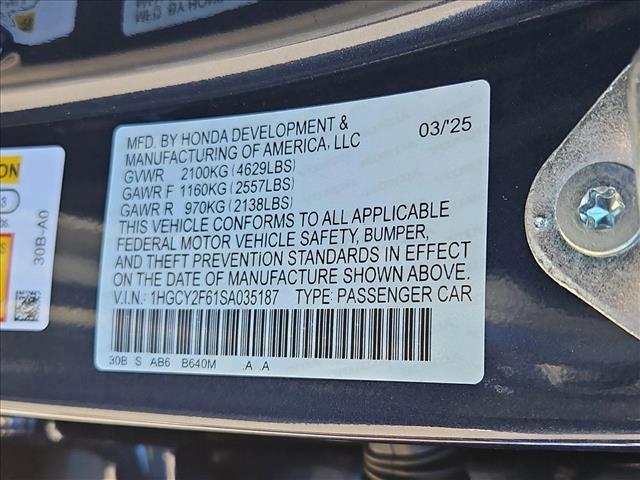 MFD. BY HONDA DEVELOPMENT &
MANUFACTURING OF AMERICA, LLC
03/'25
GVWR 2100KG (4629LBS)
GAWR F 1160KG (2557LBS)
GAWR R 970KG (2138LBS)
THIS VEHICLE CONFORMS TO ALL APPLICABLE
FEDERAL MOTOR VEHICLE SAFETY, BUMPER,
AND THEFT PREVENTION STANDARDS IN EFFECT
ON THE DATE OF MANUFACTURE SHOWN ABOVE.
V.I.N.: 1HGCY2F61SA035187 TYPE: PASSENGER CAR
30B S AB6 B640M A A
30B-A0